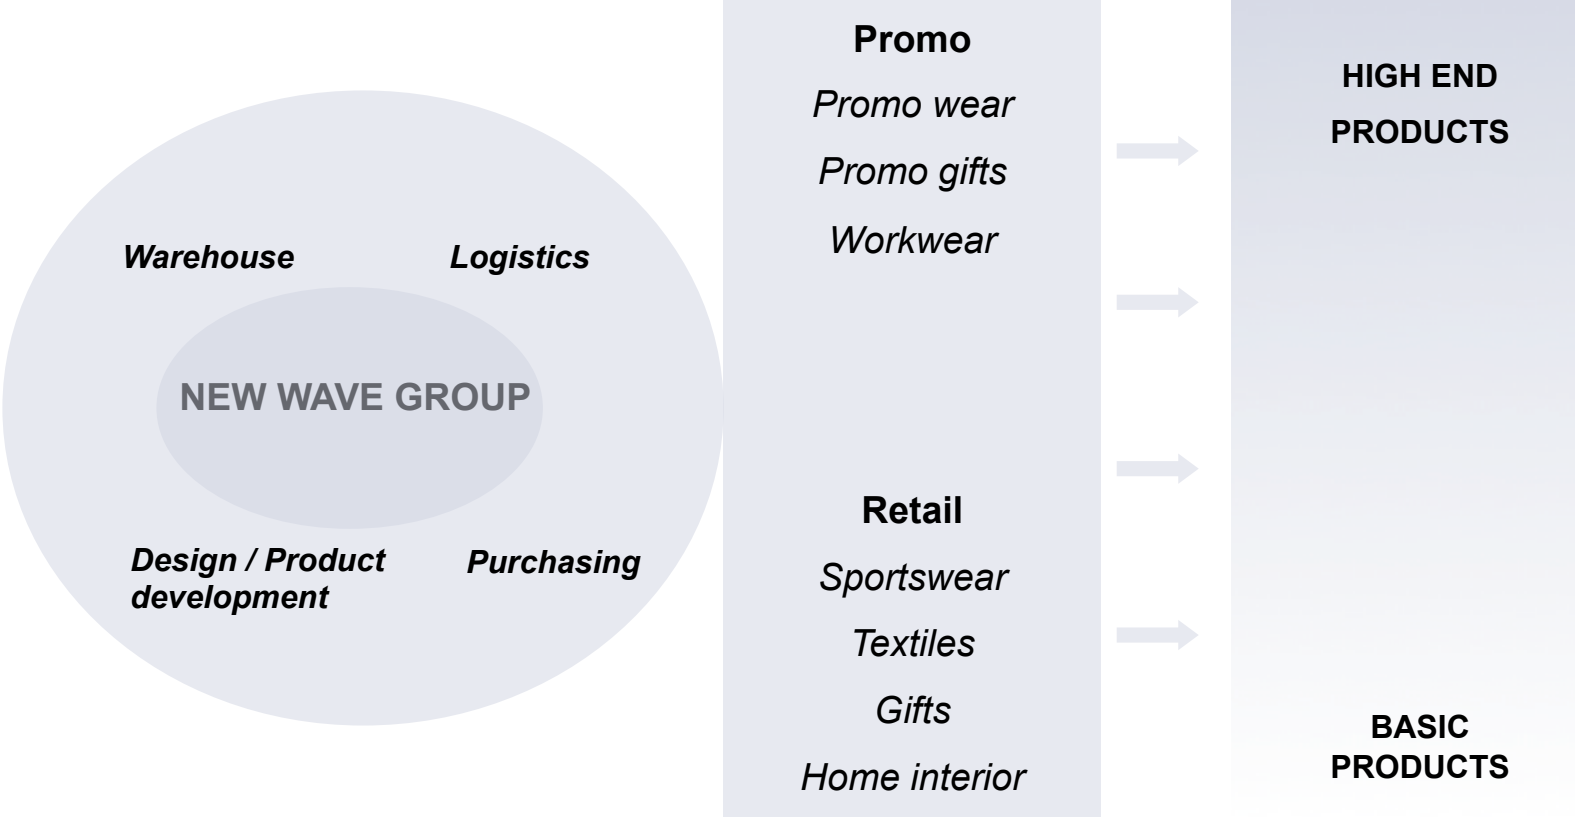 Warehouse
Logistics
NEW WAVE GROUP
Design / Product
development
Purchasing
Promo
Promo wear
Promo gifts
Workwear
Retail
Sportswear
Textiles
Gifts
Home interior
HIGH END
PRODUCTS
BASIC
PRODUCTS